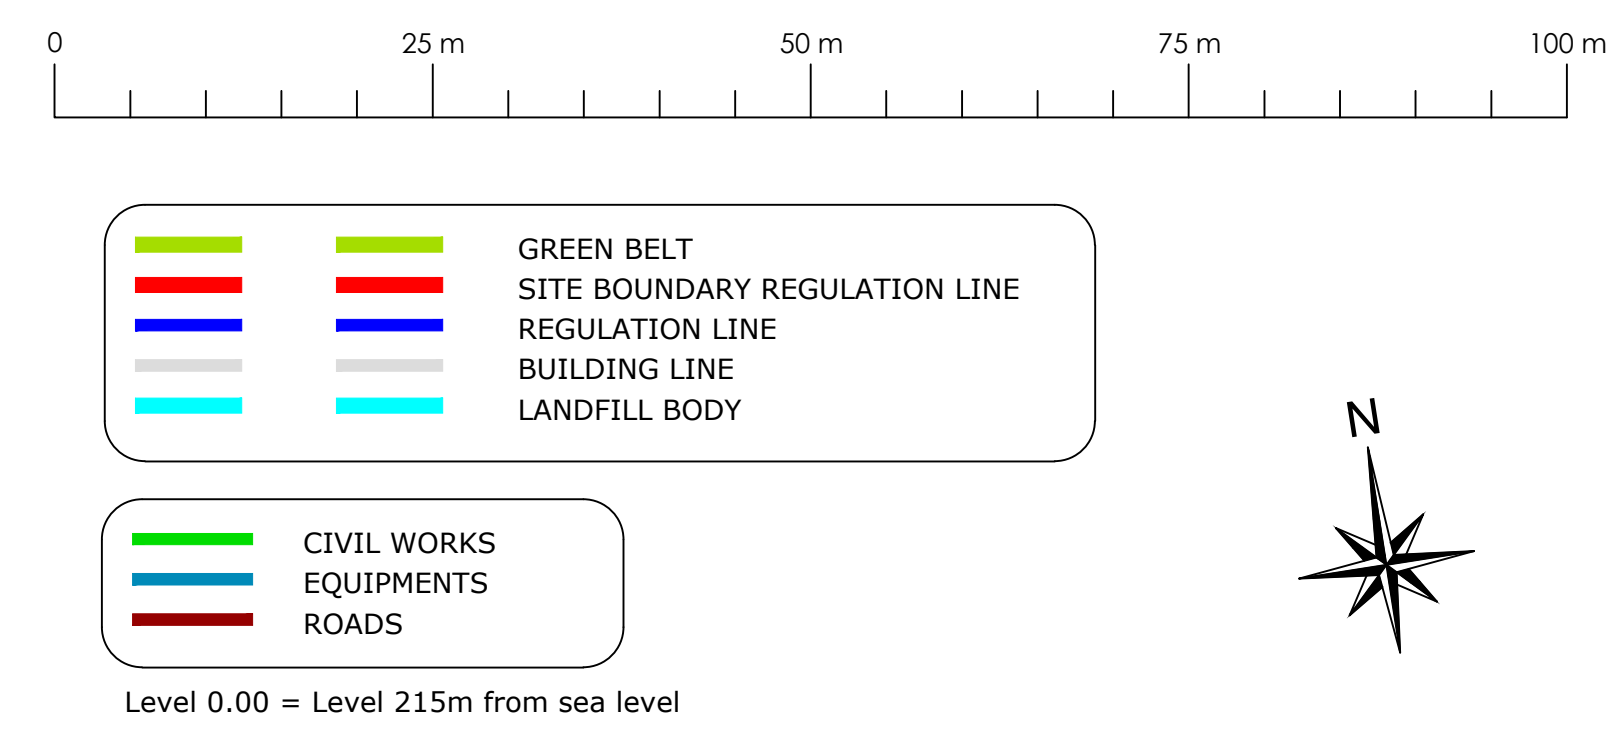 0 25 m 50 m 75 m 100 m
GREEN BELT
SITE BOUNDARY REGULATION LINE
REGULATION LINE
BUILDING LINE
LANDFILL BODY
N
CIVIL WORKS
EQUIPMENTS
ROADS
Level 0.00 = Level 215m from sea level